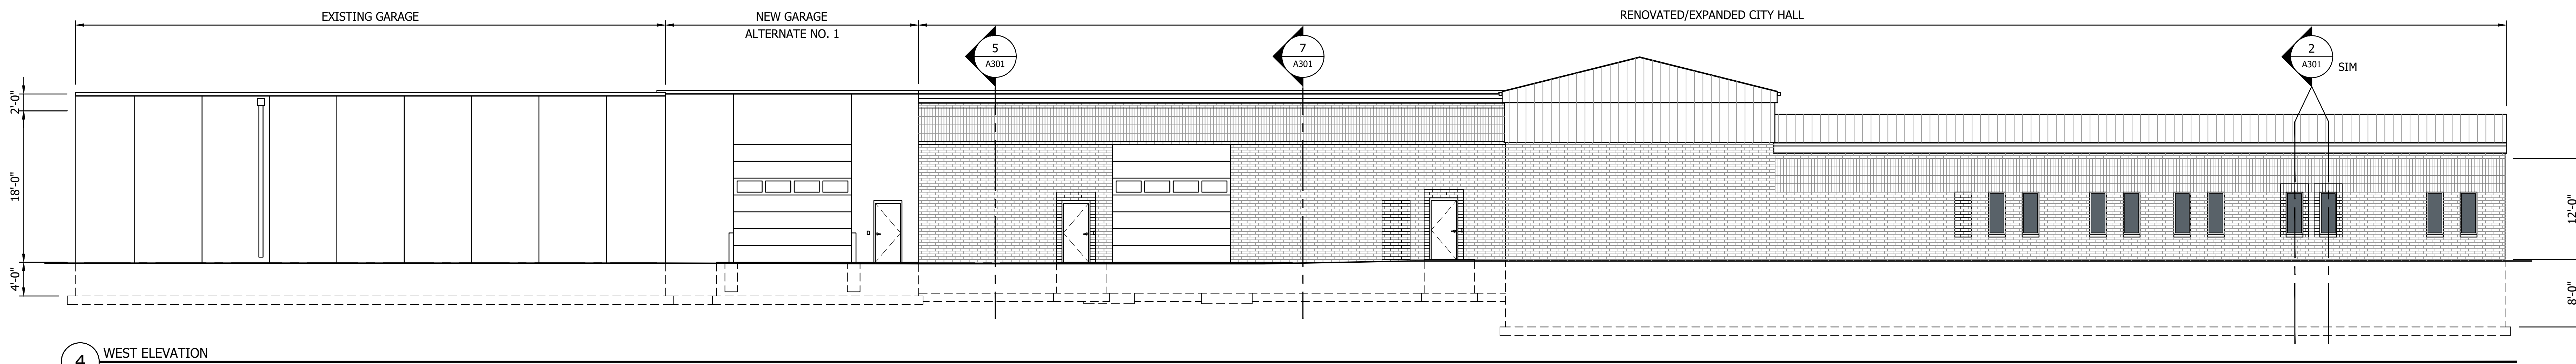 EXISTING GARAGE
NEW GARAGE
ALTERNATE NO. 1
RENOVATED/EXPANDED CITY HALL
5
A301
7
A301
2
A301
SIM
2'-0"
18'-0"
4'-0"
12'-0"
8'-0"
4
WEST ELEVATION